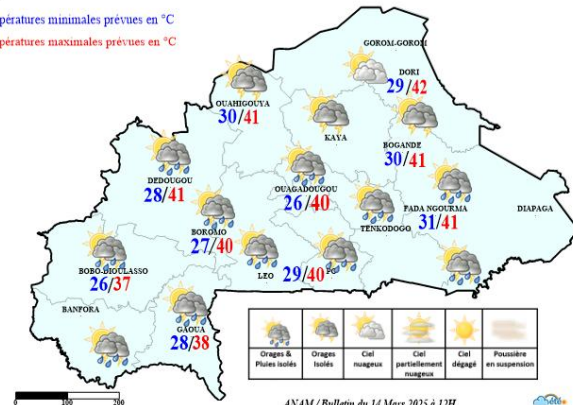 pératures minimales prévues en °C
pératures maximales prévues en °C
GOROM-GOROM
DORI
29/42
OUAHIGOUYA
30/41
KAYA
BOGANDE
30/41
DEDOUGOU
28/41
OUAGADOUGOU
26/40
FADA NGOURMA
31/41
DIAPAGA
TENKODOGO
BOROMO
27/40
BOBO-DIOULASSO
26/37
LEO
29/40
PO
BANFORA
GAOUA
28/38
Orages & Pluies isolés
Orages Isolés
Ciel nuageux
Ciel partiellement nuageux
Ciel dégagé
Poussière en suspension
0 100 200
ANAM / Bulletin du 14 Mars 2025 à 12H